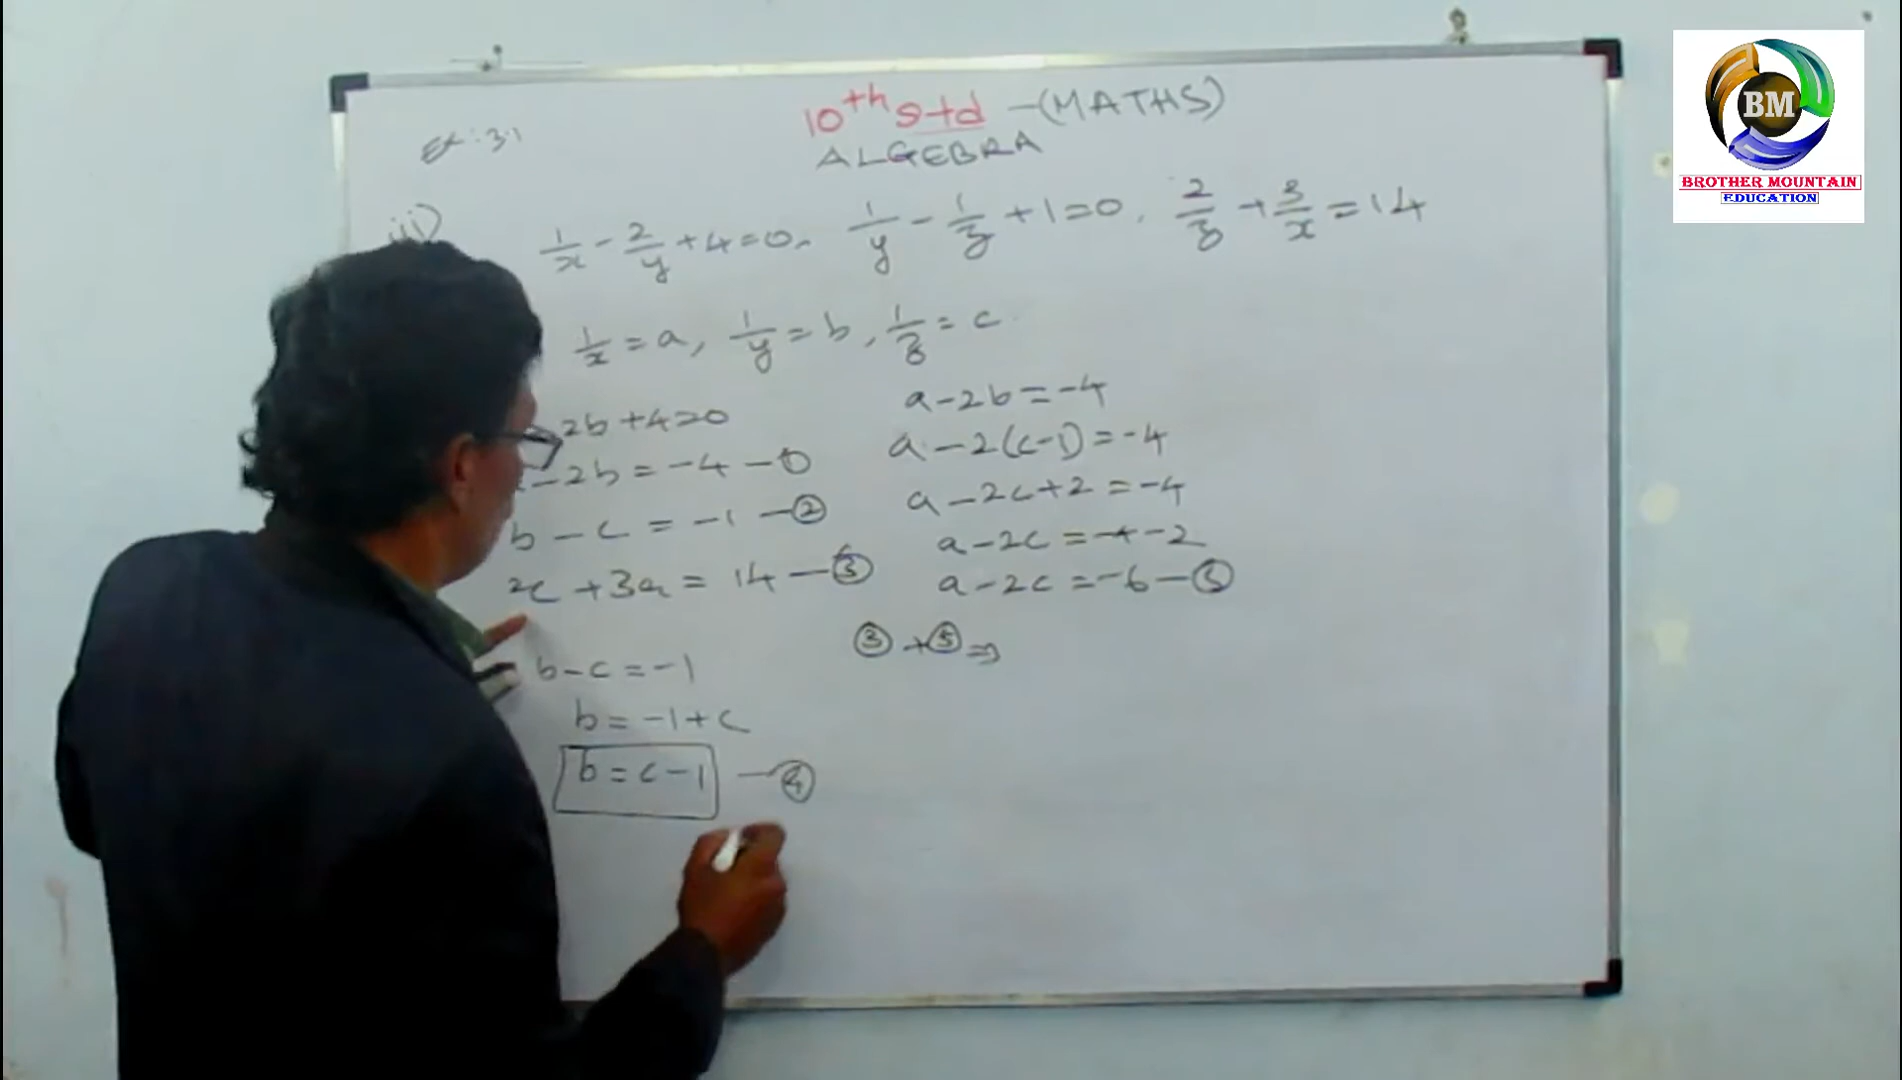 10th Std - (MATHS)
ALGEBRA
Ex: 3.1
iii) 1/x - 2/y + 4 = 0, 1/y - 1/z + 1 = 0, 2/z + 3/x = 14
1/x = a, 1/y = b, 1/z = c
2b + 4 = 0
- 2b = -4 - ①
b - c = -1 - ②
2c + 3a = 14 - ③
b - c = -1
b = -1 + c
b = c - 1 - ④
a - 2b = -4
a - 2(c-1) = -4
a - 2c + 2 = -4
a - 2c = -4 - 2
a - 2c = -6 - ⑤
③ + ⑤ ⇒
BM
BROTHER MOUNTAIN
EDUCATION